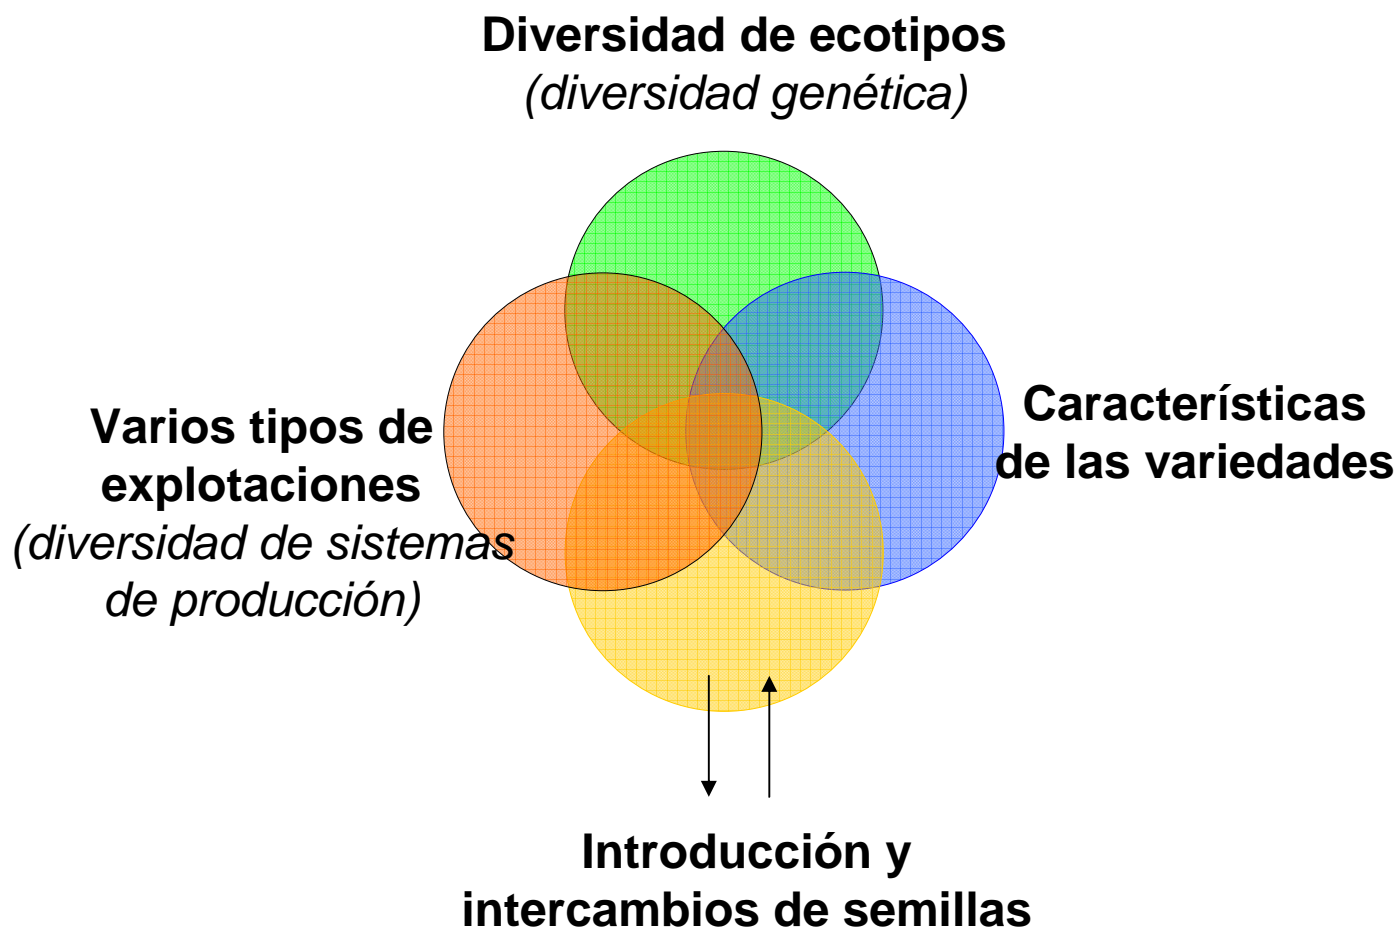 Diversidad de ecotipos
(diversidad genética)
Varios tipos de
explotaciones
(diversidad de sistemas
de producción)
Características
de las variedades
Introducción y
intercambios de semillas